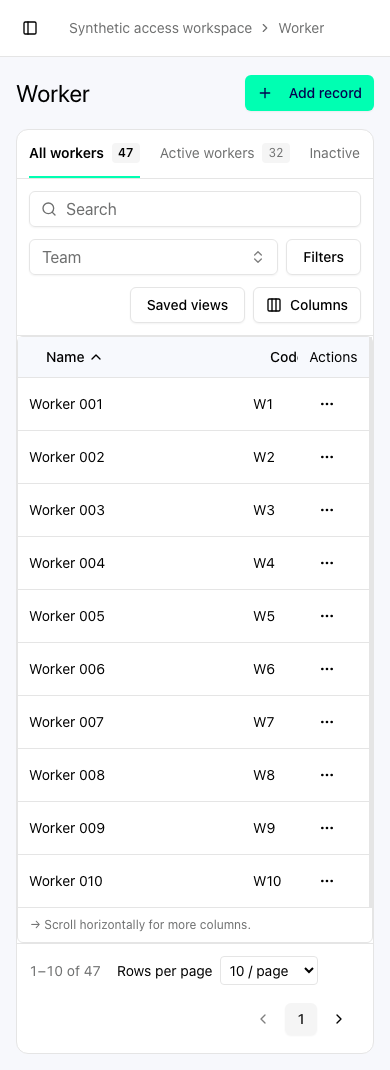 Synthetic access workspace > Worker
Worker
+ Add record
All workers 47 Active workers 32 Inactive
Search
Team
Filters
Saved views
Columns
Name Actions
Worker 001 W1 ...
Worker 002 W2 ...
Worker 003 W3 ...
Worker 004 W4 ...
Worker 005 W5 ...
Worker 006 W6 ...
Worker 007 W7 ...
Worker 008 W8 ...
Worker 009 W9 ...
Worker 010 W10 ...
→ Scroll horizontally for more columns.
1–10 of 47 Rows per page 10 / page
1